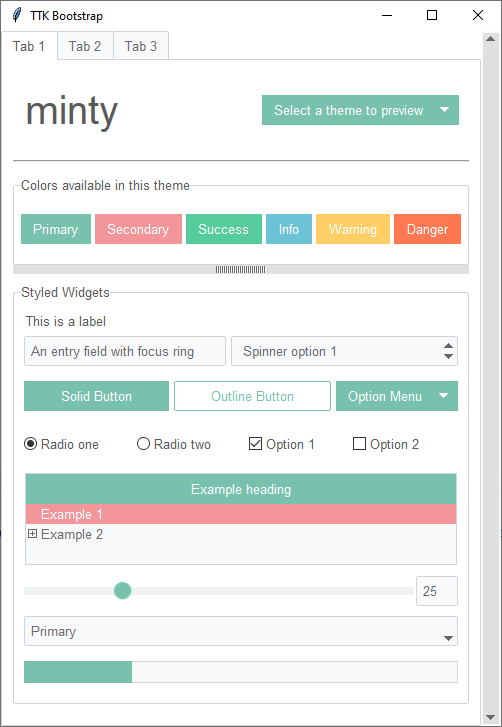 TTK Bootstrap
Tab 1 Tab 2 Tab 3
minty
Select a theme to preview
Colors available in this theme
Primary Secondary Success Info Warning Danger
Styled Widgets
This is a label
An entry field with focus ring Spinner option 1
Solid Button Outline Button Option Menu
Radio one Radio two Option 1 Option 2
Example heading
Example 1
Example 2
25
Primary